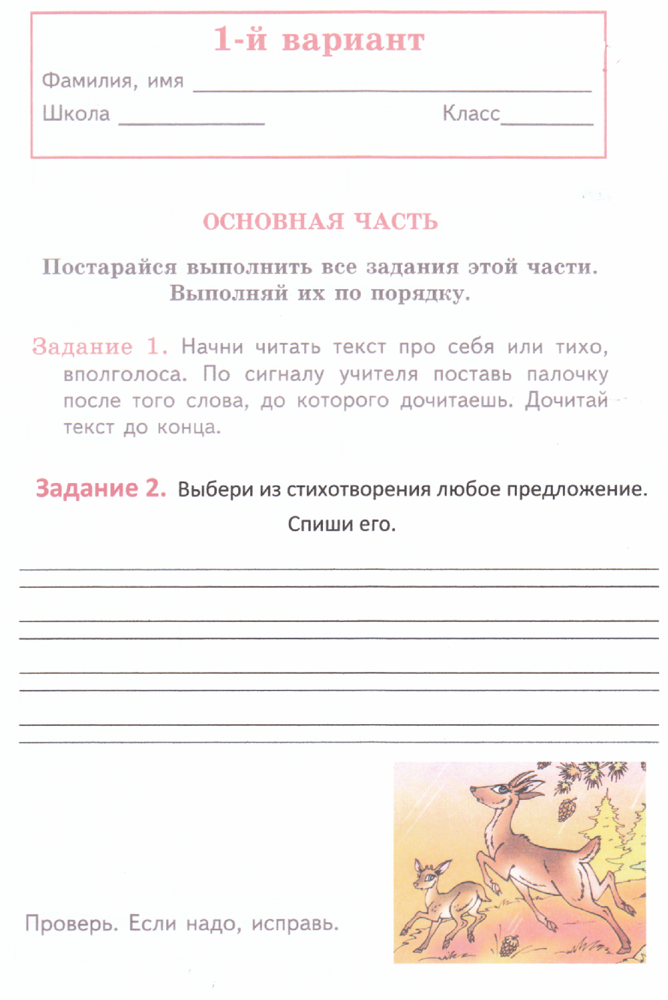 1-й вариант
Фамилия, имя
Школа Класс
ОСНОВНАЯ ЧАСТЬ
Постарайся выполнить все задания этой части.
Выполняй их по порядку.
Задание 1. Начни читать текст про себя или тихо,
вполголоса. По сигналу учителя поставь палочку
после того слова, до которого дочитаешь. Дочитай
текст до конца.
Задание 2. Выбери из стихотворения любое предложение.
Спиши его.
Проверь. Если надо, исправь.